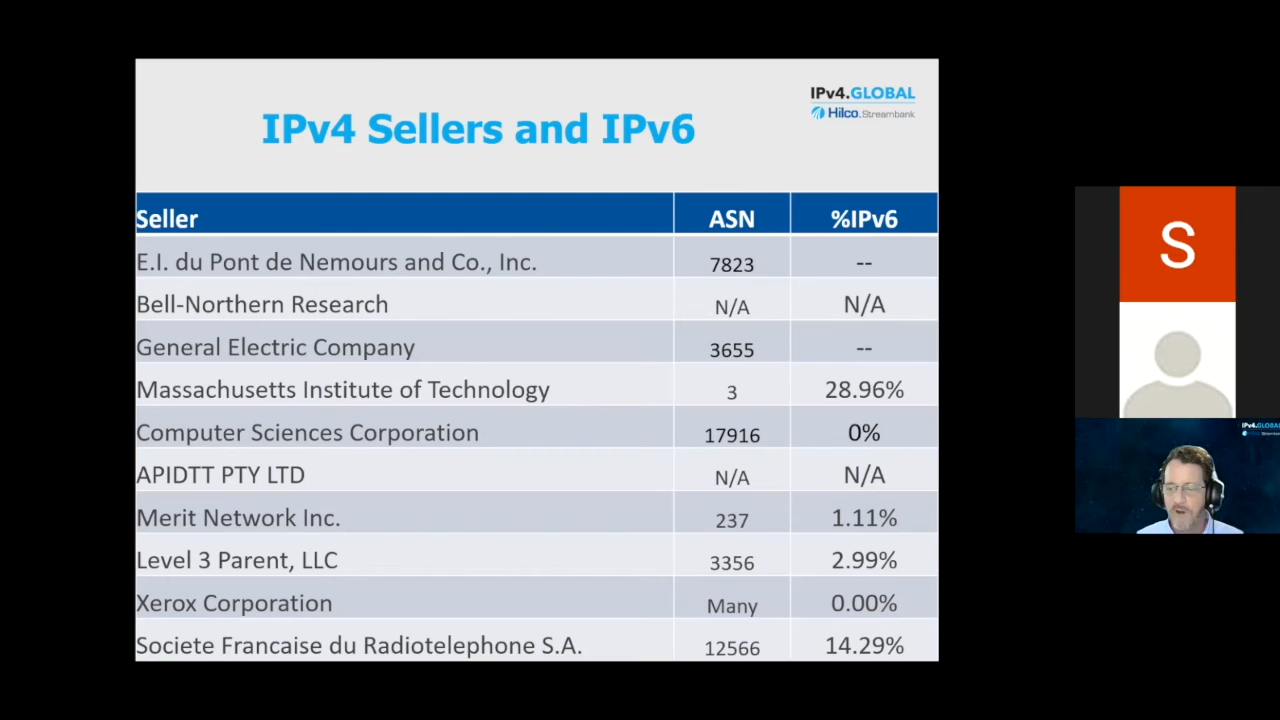 IPv4.GLOBAL
Hilco.Streambank
IPv4 Sellers and IPv6
Seller ASN %IPv6
E.I. du Pont de Nemours and Co., Inc. 7823 --
Bell-Northern Research N/A N/A
General Electric Company 3655 --
Massachusetts Institute of Technology 3 28.96%
Computer Sciences Corporation 17916 0%
APIDTT PTY LTD N/A N/A
Merit Network Inc. 237 1.11%
Level 3 Parent, LLC 3356 2.99%
Xerox Corporation Many 0.00%
Societe Francaise du Radiotelephone S.A. 12566 14.29%
S
IPv4.GLOBAL